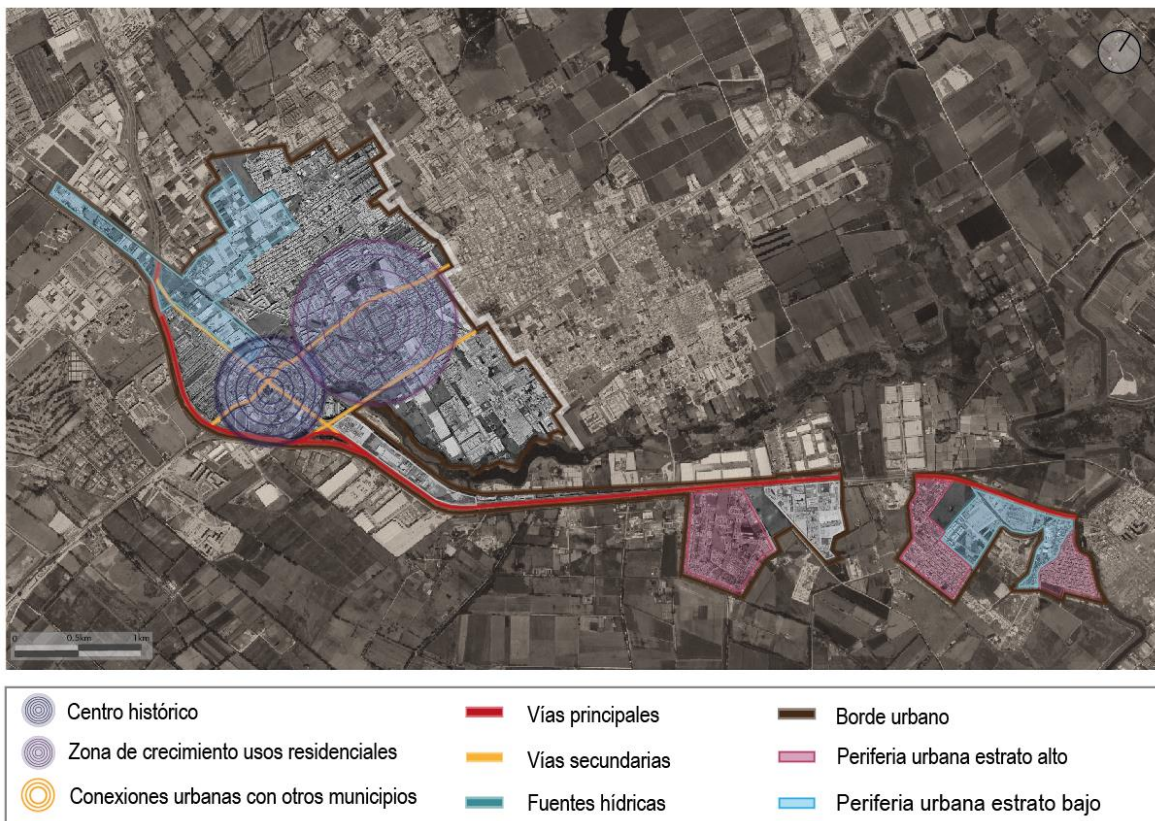 0 0.5km 1km
Centro histórico
Zona de crecimiento usos residenciales
Conexiones urbanas con otros municipios
Vías principales
Vías secundarias
Fuentes hídricas
Borde urbano
Periferia urbana estrato alto
Periferia urbana estrato bajo